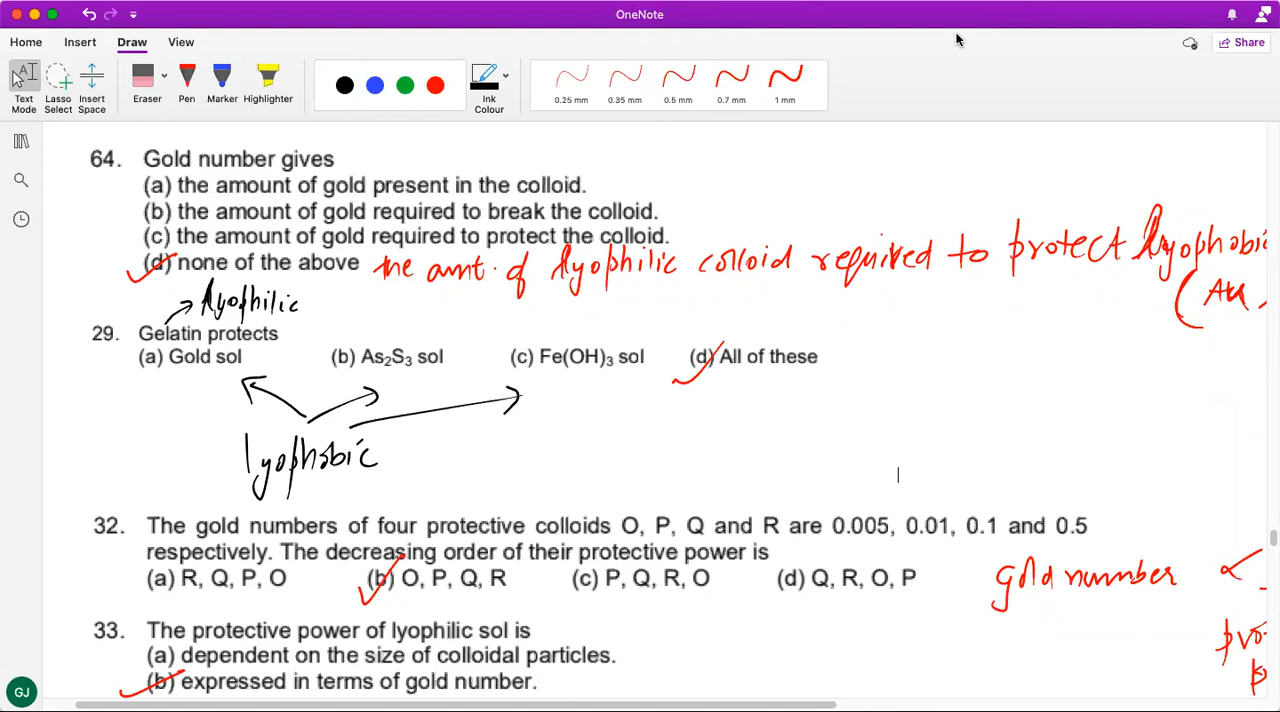 OneNote
Home Insert Draw View
Share
Text Mode
Lasso Select
Insert Space
Eraser
Pen
Marker
Highlighter
Ink Colour
0.25 mm 0.35 mm 0.5 mm 0.7 mm 1 mm
64. Gold number gives
(a) the amount of gold present in the colloid.
(b) the amount of gold required to break the colloid.
(c) the amount of gold required to protect the colloid.
(d) none of the above the amt. of lyophilic colloid required to protect lyophobic
(Au
lyophilic
29. Gelatin protects
(a) Gold sol (b) As₂S₃ sol (c) Fe(OH)₃ sol (d) All of these
lyophobic
32. The gold numbers of four protective colloids O, P, Q and R are 0.005, 0.01, 0.1 and 0.5
respectively. The decreasing order of their protective power is
(a) R, Q, P, O (b) O, P, Q, R (c) P, Q, R, O (d) Q, R, O, P
gold number ∝
33. The protective power of lyophilic sol is
(a) dependent on the size of colloidal particles.
(b) expressed in terms of gold number.
GJ